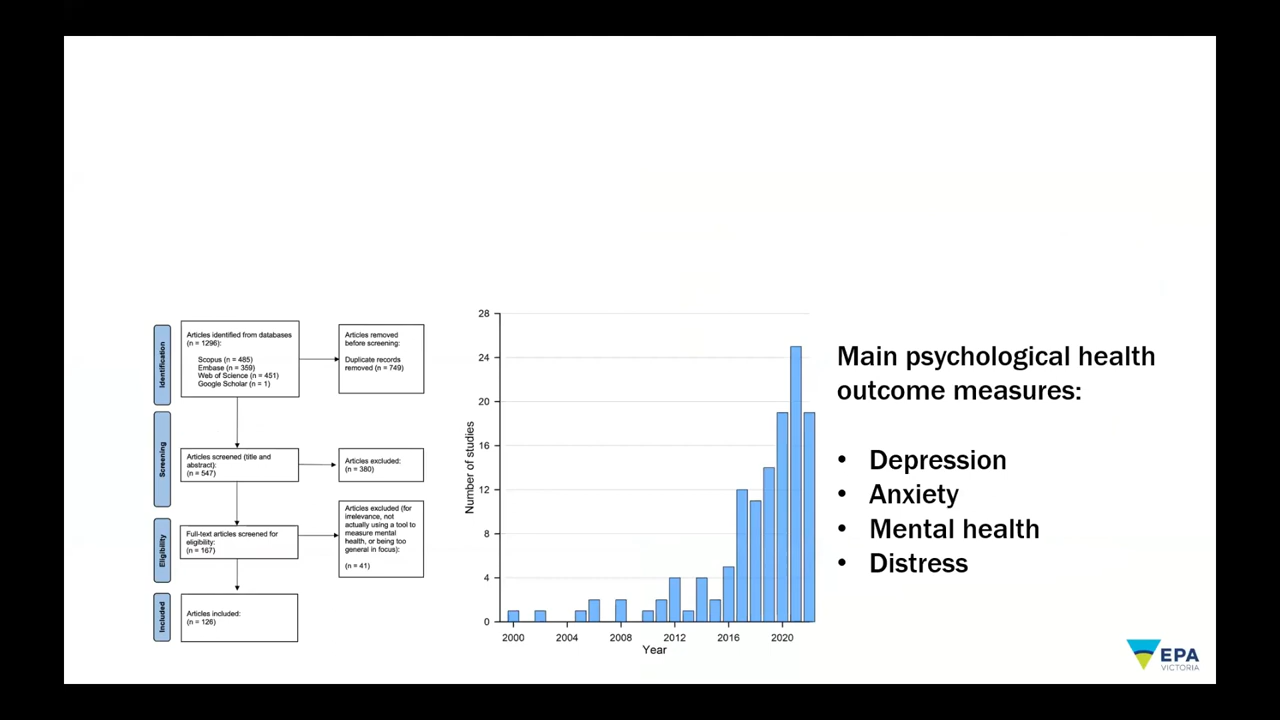 Identification
Articles identified from databases
(n = 1296):
Scopus (n = 485)
Embase (n = 359)
Web of Science (n = 451)
Google Scholar (n = 1)
Articles removed
before screening:
Duplicate records
removed (n = 749)
Screening
Articles screened (title and
abstract):
(n = 547)
Articles excluded:
(n = 380)
Eligibility
Full-text articles screened for
eligibility:
(n = 167)
Articles excluded (for
irrelevance, not
actually using a tool to
measure mental
health, or being too
general in focus):
(n = 41)
Included
Articles included:
(n = 126)
Number of studies
28
24
20
16
12
8
4
0
2000 2004 2008 2012 2016 2020
Year
Main psychological health
outcome measures:
• Depression
• Anxiety
• Mental health
• Distress
EPA
VICTORIA